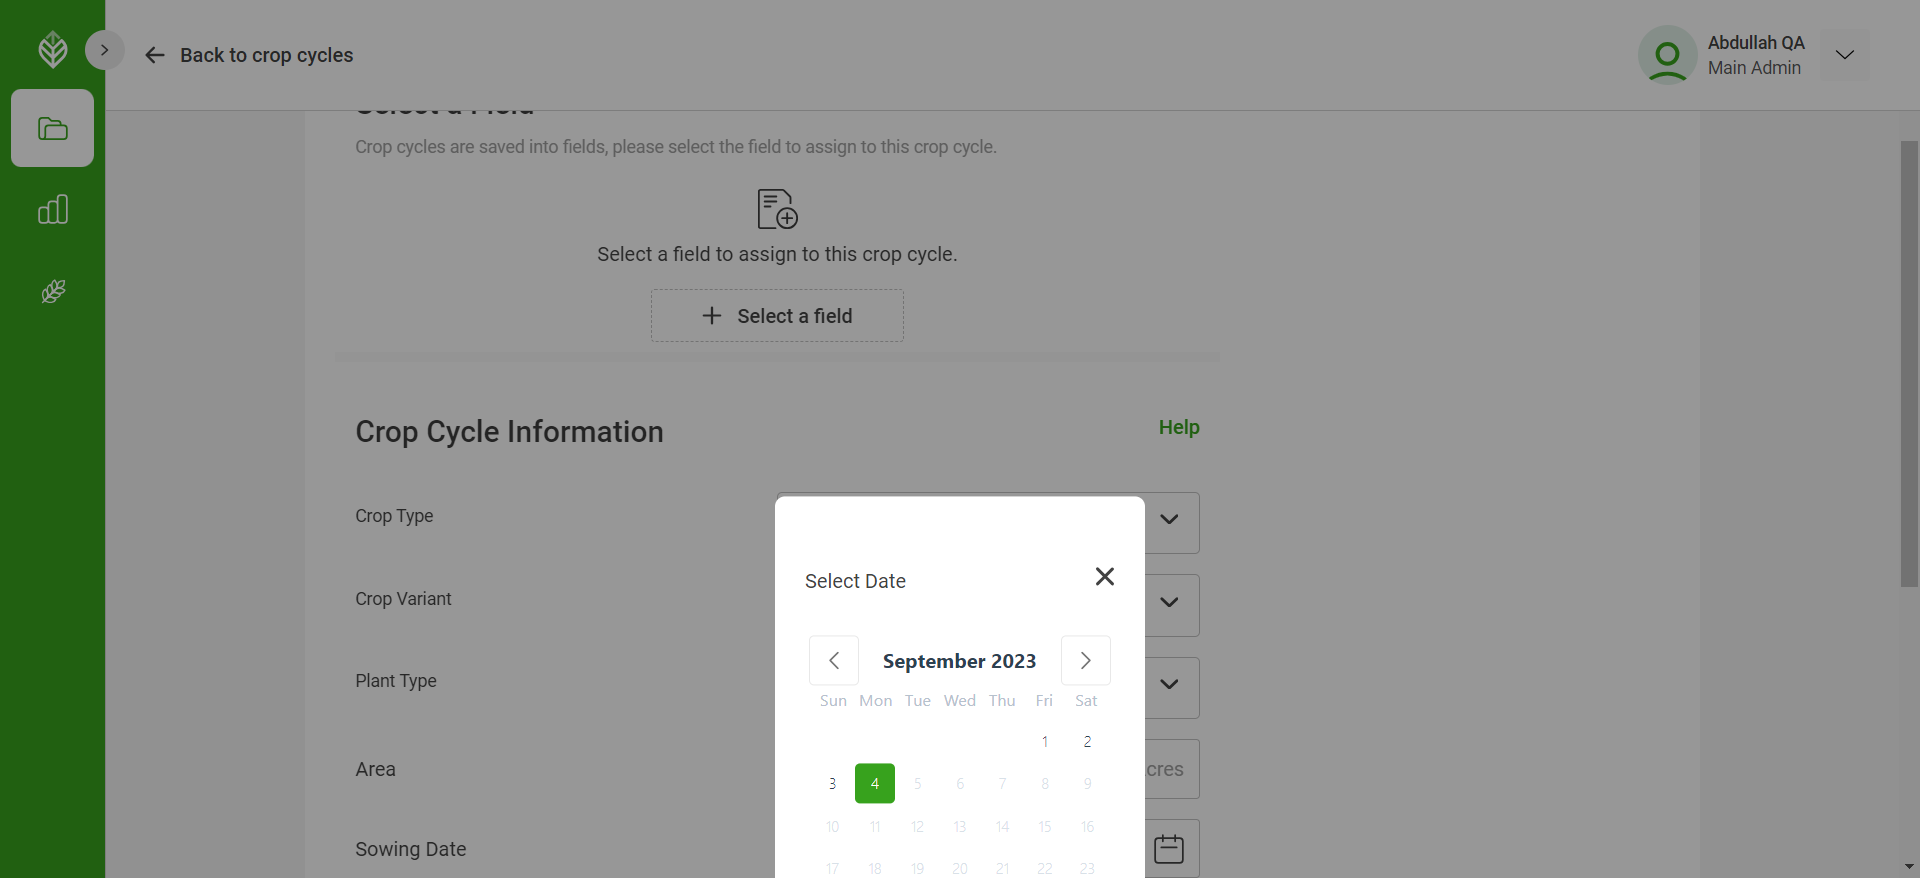 Back to crop cycles
Abdullah QA
Main Admin
Select a Field
Crop cycles are saved into fields, please select the field to assign to this crop cycle.
Select a field to assign to this crop cycle.
Select a field
Crop Cycle Information
Help
Crop Type
Crop Variant
Plant Type
Area
cres
Sowing Date
Select Date
September 2023
Sun Mon Tue Wed Thu Fri Sat
1 2
3 4 5 6 7 8 9
10 11 12 13 14 15 16
17 18 19 20 21 22 23